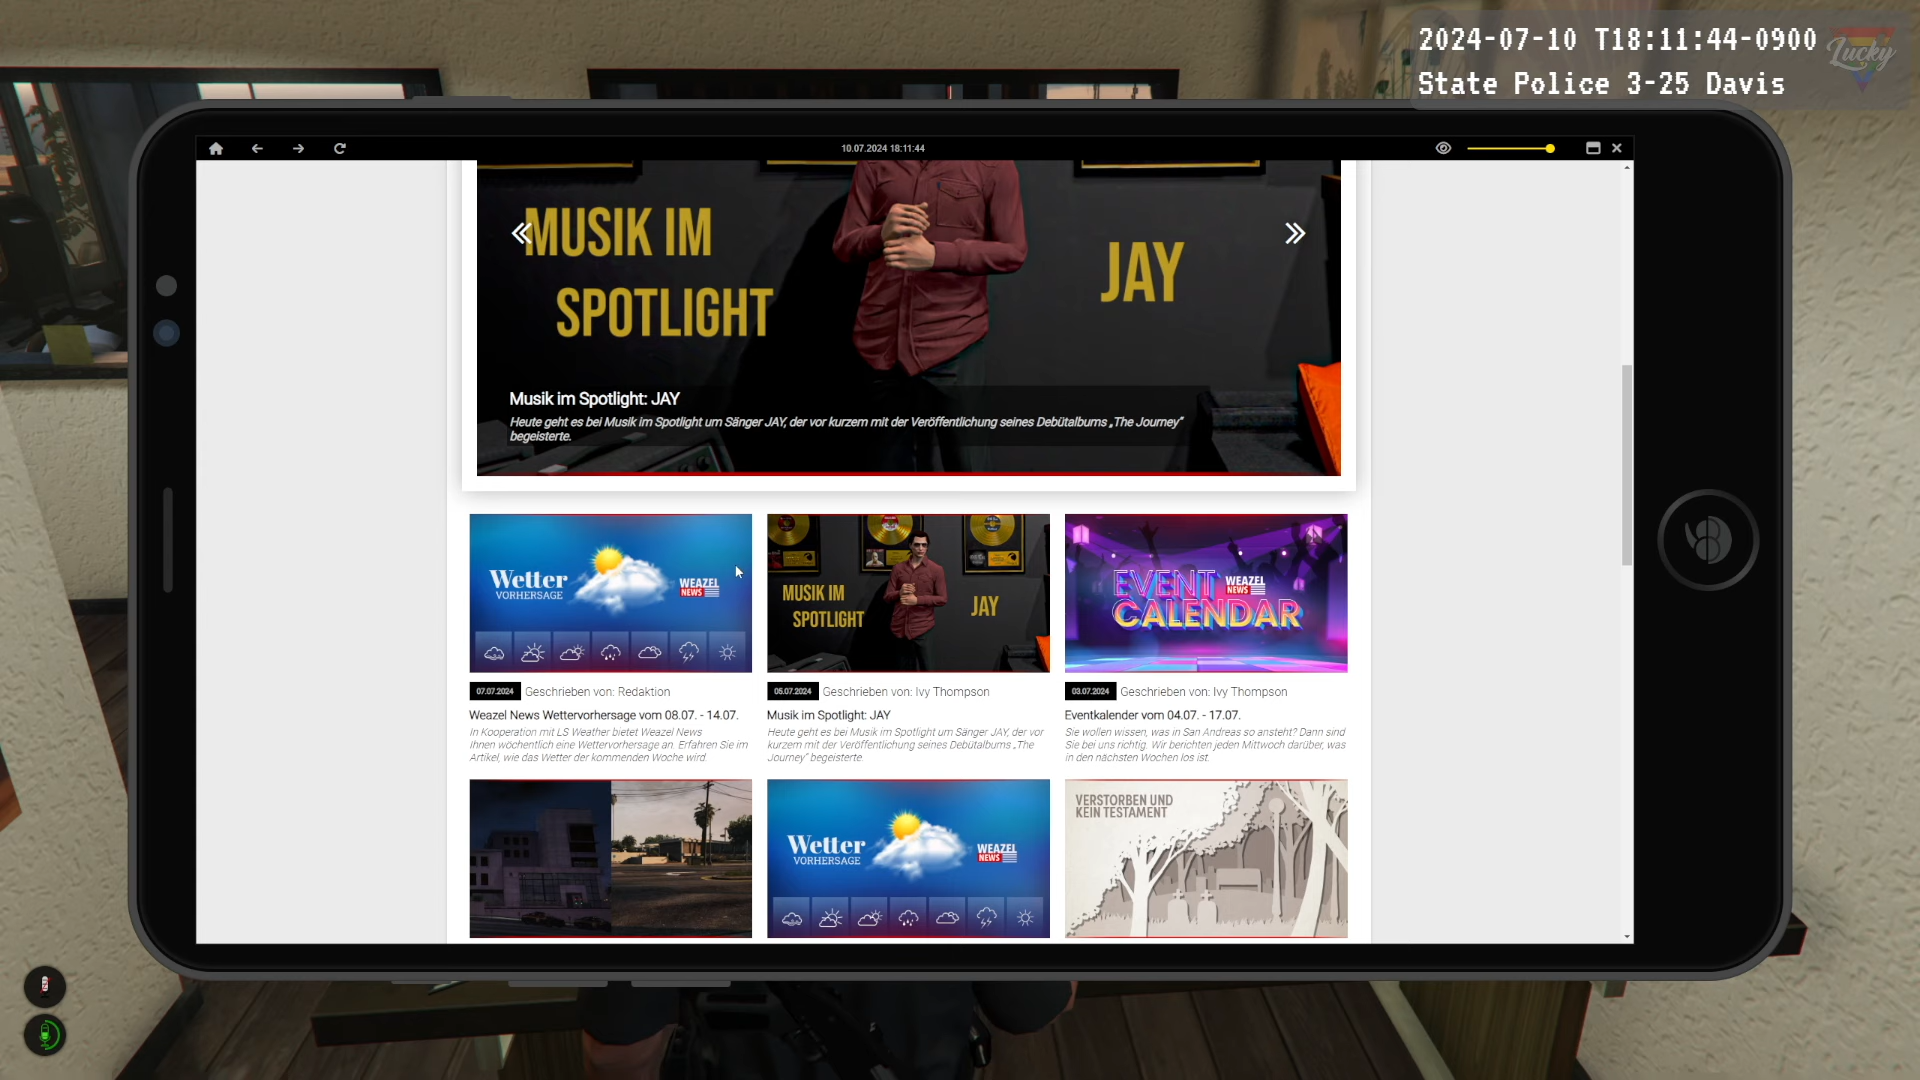 2024-07-10 T18:11:44-0900
Lucky
State Police 3-25 Davis
10.07.2024 18:11:44
MUSIK IM
SPOTLIGHT
JAY
Musik im Spotlight: JAY
Heute geht es bei Musik im Spotlight um Sänger JAY, der vor kurzem mit der Veröffentlichung seines Debütalbums „The Journey"
begeisterte.
Wetter
VORHERSAGE
WEAZEL
NEWS
MUSIK IM
SPOTLIGHT
JAY
EVENT
WEAZEL
NEWS
CALENDAR
07.07.2024 Geschrieben von: Redaktion
Weazel News Wettervorhersage vom 08.07. - 14.07.
In Kooperation mit LS Weather bietet Weazel News
Ihnen wöchentlich eine Wettervorhersage an. Erfahren Sie im
Artikel, wie das Wetter der kommenden Woche wird.
05.07.2024 Geschrieben von: Ivy Thompson
Musik im Spotlight: JAY
Heute geht es bei Musik im Spotlight um Sänger JAY, der vor
kurzem mit der Veröffentlichung seines Debütalbums „The
Journey" begeisterte.
03.07.2024 Geschrieben von: Ivy Thompson
Eventkalender vom 04.07. - 17.07.
Sie wollen wissen, was in San Andreas so ansteht? Dann sind
Sie bei uns richtig. Wir berichten jeden Mittwoch darüber, was
in den nächsten Wochen los ist.
Wetter
VORHERSAGE
WEAZEL
NEWS
VERSTORBEN UND
KEIN TESTAMENT